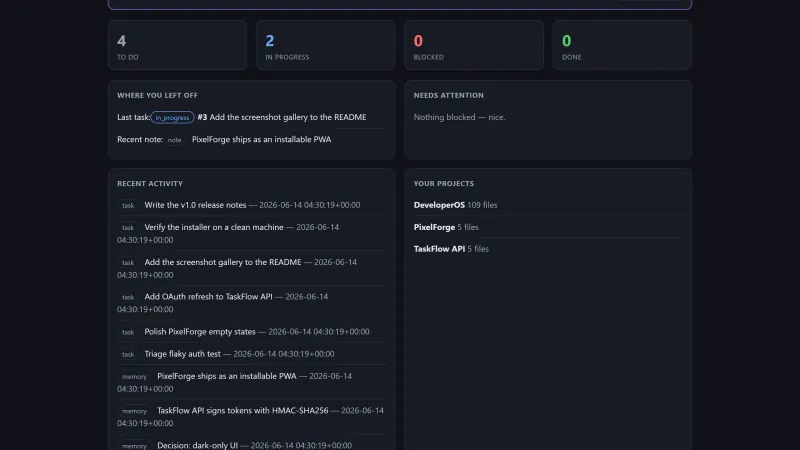 4
TO DO
2
IN PROGRESS
0
BLOCKED
0
DONE
WHERE YOU LEFT OFF
Last task: in_progress #3 Add the screenshot gallery to the README
Recent note: note PixelForge ships as an installable PWA
NEEDS ATTENTION
Nothing blocked — nice.
RECENT ACTIVITY
task Write the v1.0 release notes — 2026-06-14 04:30:19+00:00
task Verify the installer on a clean machine — 2026-06-14
04:30:19+00:00
task Add the screenshot gallery to the README — 2026-06-14
04:30:19+00:00
task Add OAuth refresh to TaskFlow API — 2026-06-14
04:30:19+00:00
task Polish PixelForge empty states — 2026-06-14 04:30:19+00:00
task Triage flaky auth test — 2026-06-14 04:30:19+00:00
memory PixelForge ships as an installable PWA — 2026-06-14
04:30:19+00:00
memory TaskFlow API signs tokens with HMAC-SHA256 — 2026-06-14
04:30:19+00:00
memory Decision: dark-only UI — 2026-06-14 04:30:19+00:00
YOUR PROJECTS
DeveloperOS 109 files
PixelForge 5 files
TaskFlow API 5 files